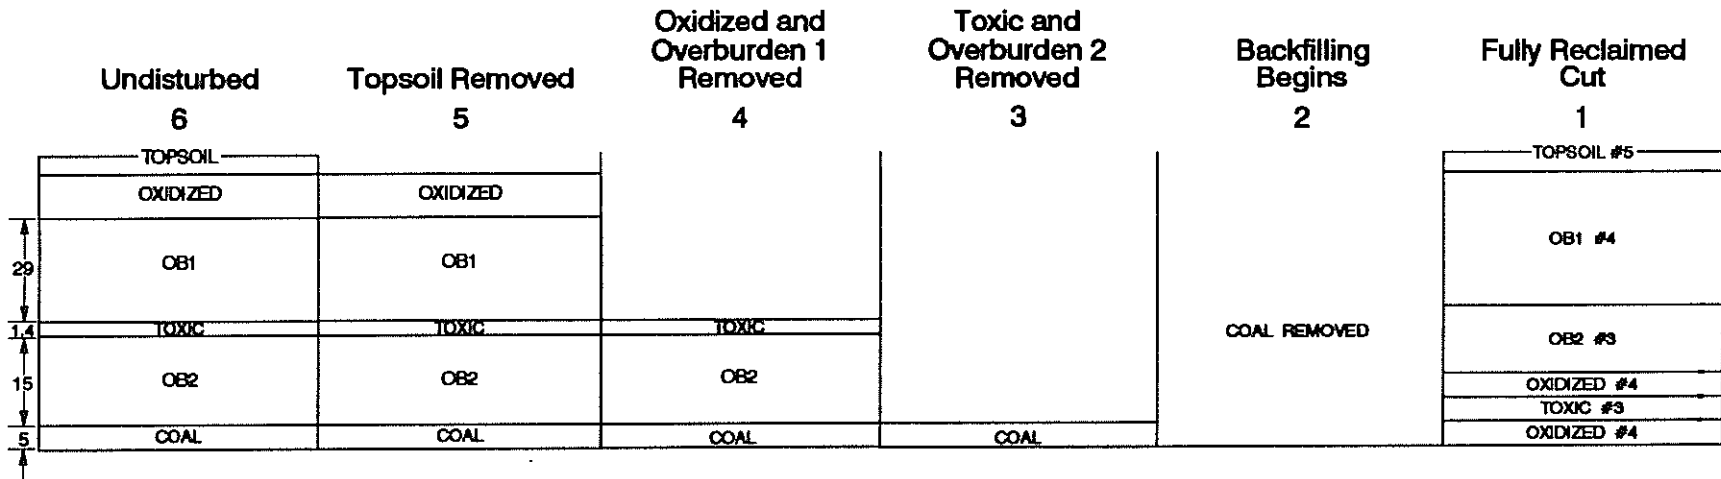 Undisturbed
6
Topsoil Removed
5
Oxidized and
Overburden 1
Removed
4
Toxic and
Overburden 2
Removed
3
Backfilling
Begins
2
Fully Reclaimed
Cut
1
TOPSOIL
OXIDIZED
OB1
TOXIC
OB2
COAL
29
1.4
15
5
OXIDIZED
OB1
TOXIC
OB2
COAL
TOXIC
OB2
COAL
COAL
COAL REMOVED
TOPSOIL #5
OB1 #4
OB2 #3
OXIDIZED #4
TOXIC #3
OXIDIZED #4